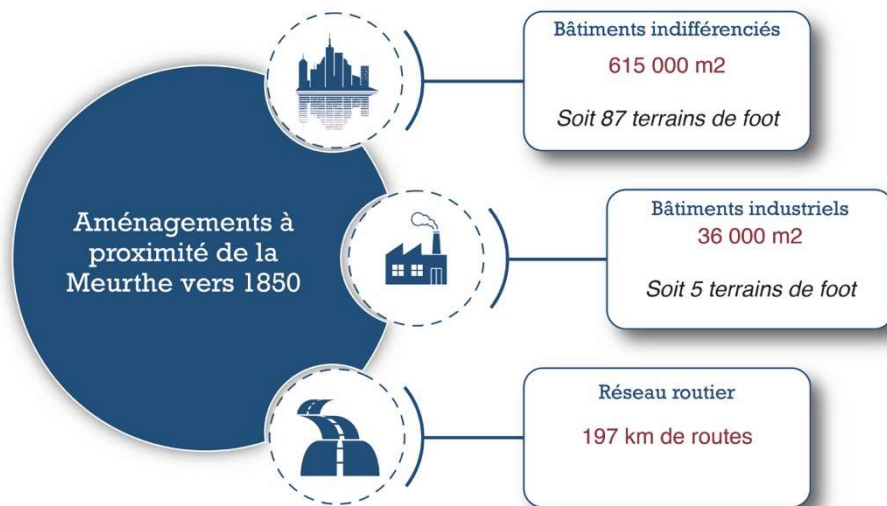 Aménagements à
proximité de la
Meurthe vers 1850
Bâtiments indifférenciés
615 000 m2
Soit 87 terrains de foot
Bâtiments industriels
36 000 m2
Soit 5 terrains de foot
Réseau routier
197 km de routes